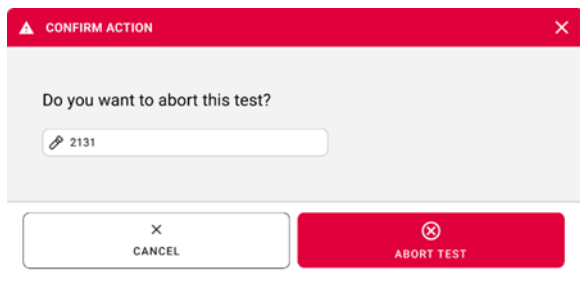 CONFIRM ACTION
Do you want to abort this test?
2131
CANCEL
ABORT TEST